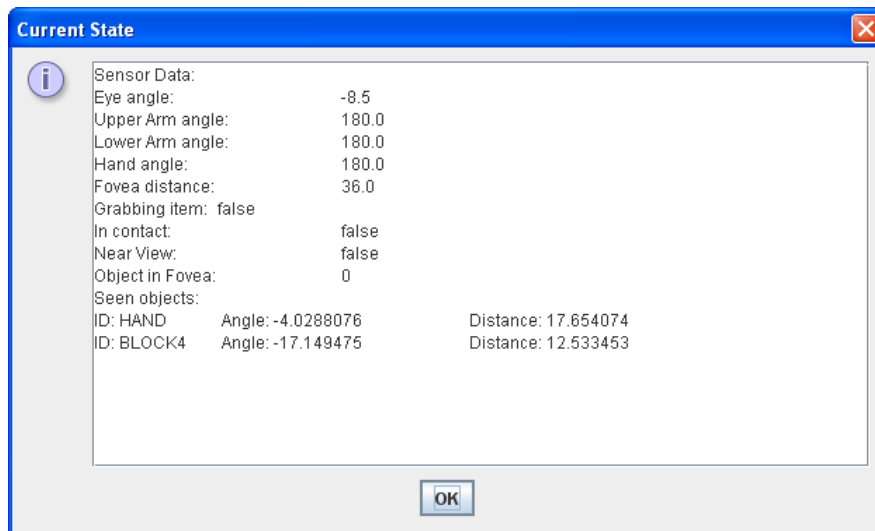 Current State
Sensor Data:
Eye angle: -8.5
Upper Arm angle: 180.0
Lower Arm angle: 180.0
Hand angle: 180.0
Fovea distance: 36.0
Grabbing item: false
In contact: false
Near View: false
Object in Fovea: 0
Seen objects:
ID: HAND Angle: -4.0288076 Distance: 17.654074
ID: BLOCK4 Angle: -17.149475 Distance: 12.533453
OK